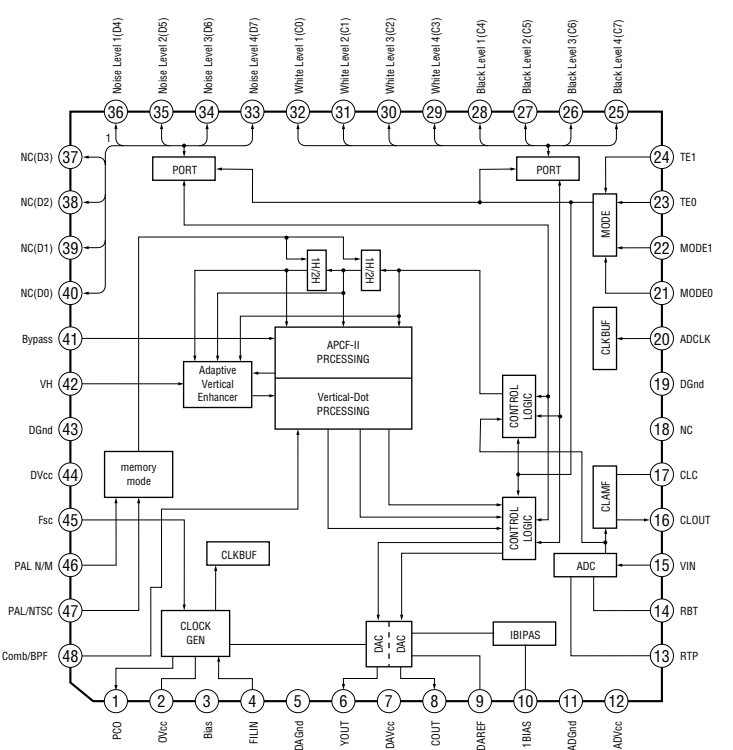 Noise Level 1(D4)
Noise Level 2(D5)
Noise Level 3(D6)
Noise Level 4(D7)
White Level 1(C0)
White Level 2(C1)
White Level 3(C2)
White Level 4(C3)
Black Level 1(C4)
Black Level 2(C5)
Black Level 3(C6)
Black Level 4(C7)
36
35
34
33
32
31
30
29
28
27
26
25
1
NC(D3)
37
PORT
PORT
24
TE1
NC(D2)
38
MODE
23
TE0
NC(D1)
39
1H/2H
1H/2H
22
MODE1
NC(D0)
40
21
MODE0
Bypass
41
APCF-II
PRCESSING
CLKBUF
20
ADCLK
VH
42
Adaptive
Vertical
Enhancer
Vertical-Dot
PRCESSING
CONTROL
LOGIC
19
DGnd
DGnd
43
18
NC
DVcc
44
memory
mode
CLAMF
17
CLC
Fsc
45
CONTROL
LOGIC
16
CLOUT
PAL N/M
46
CLKBUF
ADC
15
VIN
PAL/NTSC
47
CLOCK
GEN
DAC
DAC
IBIPAS
14
RBT
Comb/BPF
48
13
RTP
1
2
3
4
5
6
7
8
9
10
11
12
PCO
OVcc
Bias
FILIN
DAGnd
YOUT
DAVcc
COUT
DAREF
1BIAS
ADGnd
ADVcc